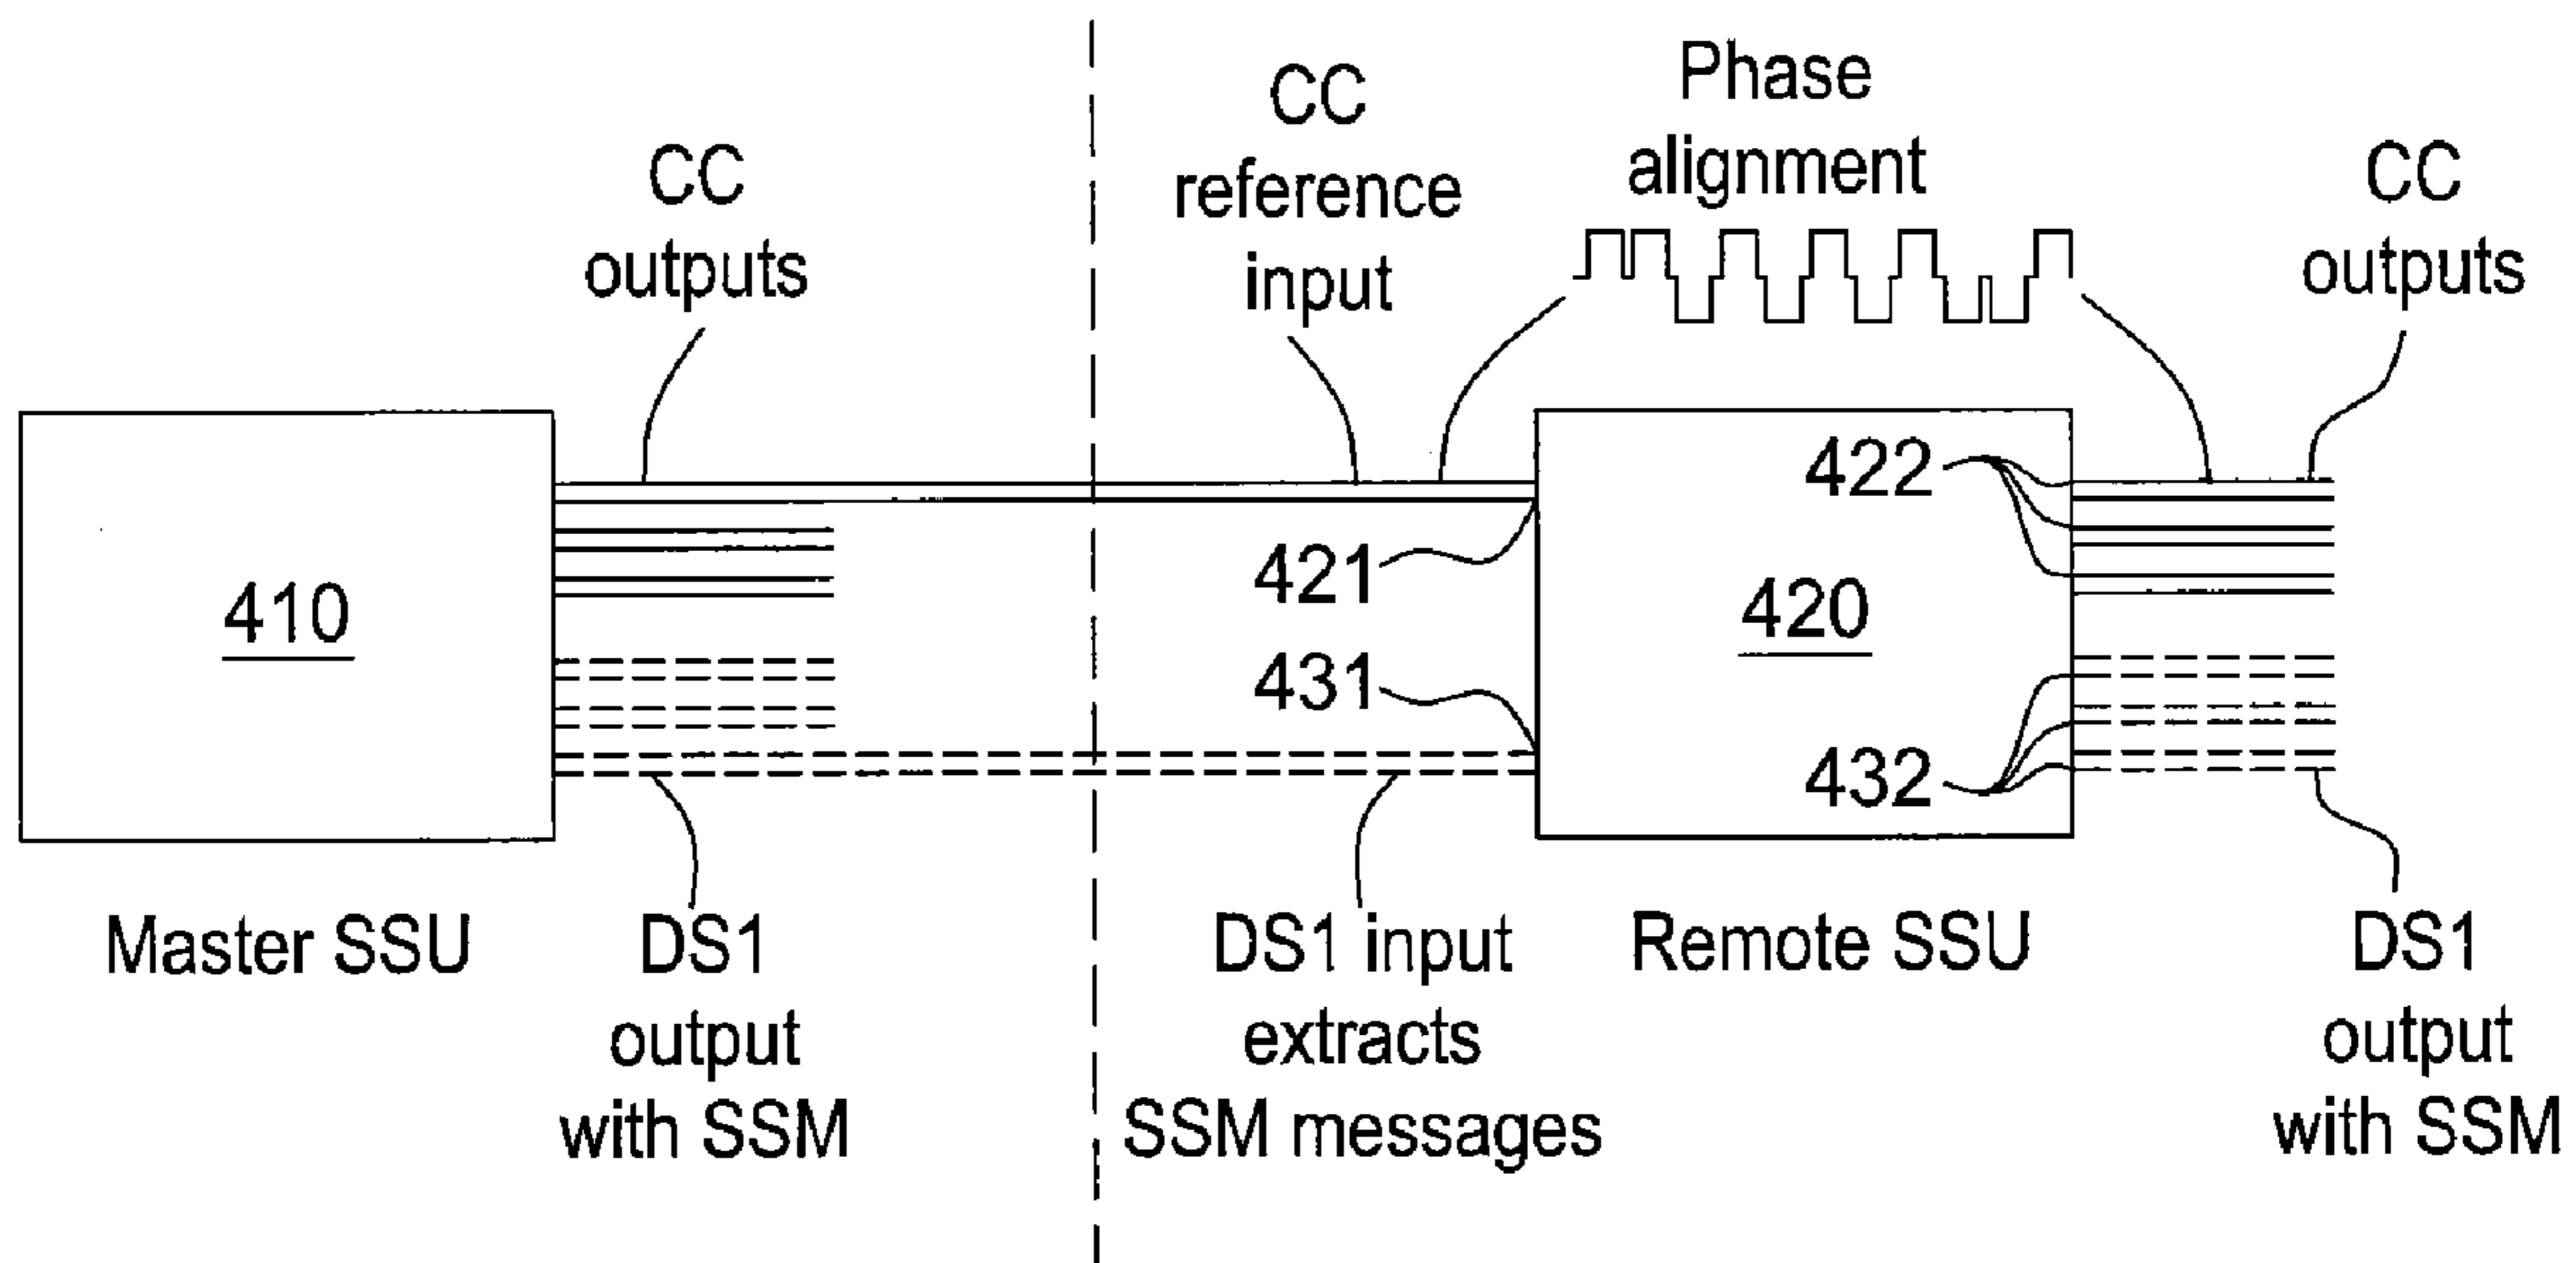 CC
outputs
CC
reference
input
Phase
alignment
CC
outputs
410
421
431
422
420
432
Master SSU
DS1
output
with SSM
DS1 input
extracts
SSM messages
Remote SSU
DS1
output
with SSM